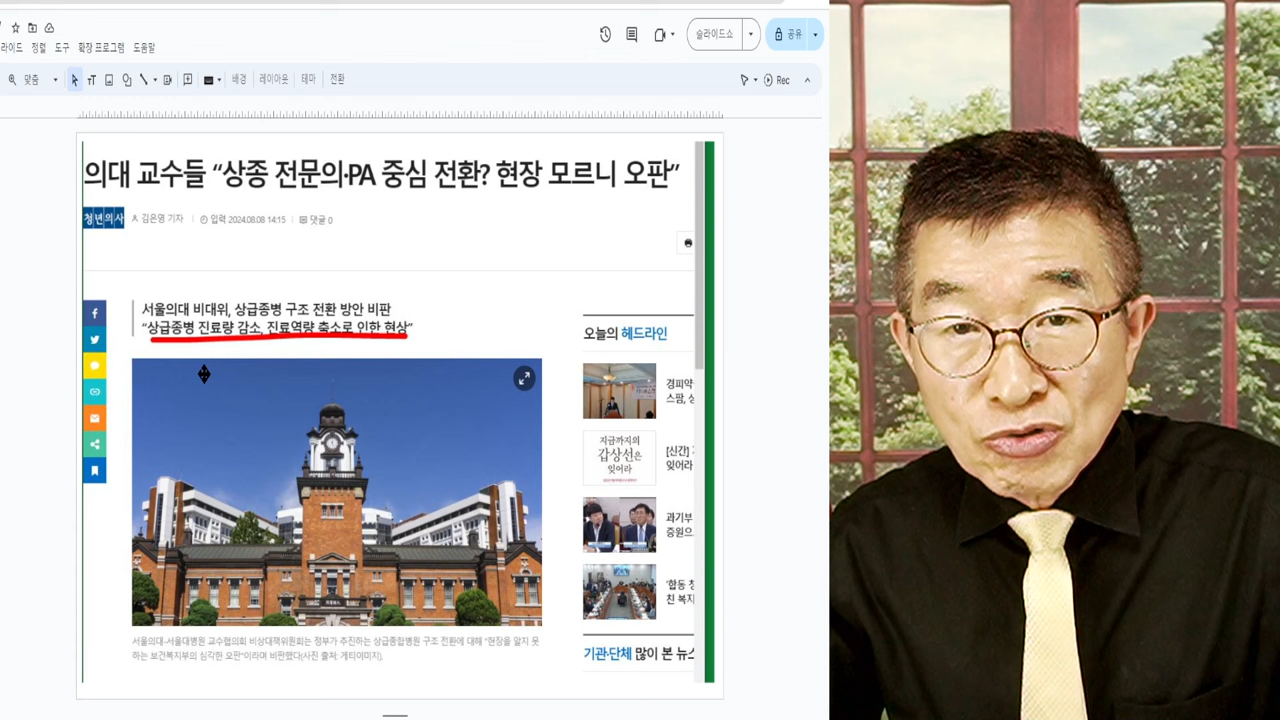 라이드 정렬 도구 확장 프로그램 도움말
슬라이드쇼
공유
맞춤
배경 레이아웃 테마 전환
Rec
의대 교수들 “상종 전문의·PA 중심 전환? 현장 모르니 오판”
청년의사 김은영 기자 입력 2024.08.08 14:15 댓글 0
서울의대 비대위, 상급종병 구조 전환 방안 비판
“상급종병 진료량 감소, 진료역량 축소로 인한 현상”
오늘의 헤드라인
경피약
스팜, 상
지금까지의
갑상선은
잊어라
[신간]
잊어라
과기부
증원으
'합동 청
친 복지
기관·단체 많이 본 뉴스
서울의대-서울대병원 교수협의회 비상대책위원회는 정부가 추진하는 상급종합병원 구조 전환에 대해 “현장을 알지 못
하는 보건복지부의 심각한 오판”이라며 비판했다(사진 출처: 게티이미지).